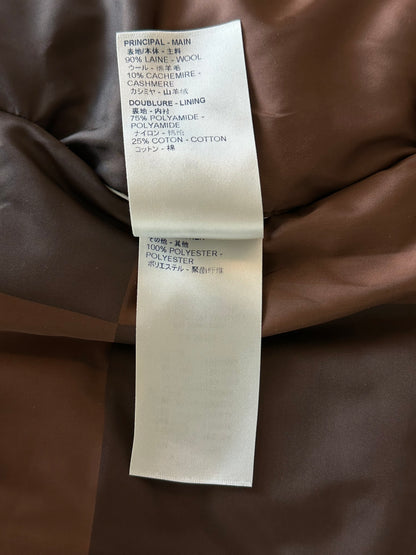 PRINCIPAL - MAIN
表地/本体 - 主料
90% LAINE - WOOL
ウール - 绵羊毛
10% CACHEMIRE -
CASHMERE
カシミヤ - 山羊绒
DOUBLURE - LINING
裏地 - 内衬
75% POLYAMIDE -
POLYAMIDE
ナイロン - 锦纶
25% COTON - COTTON
コットン - 棉
その他 - 其他
100% POLYESTER -
POLYESTER
ポリエステル - 聚酯纤维